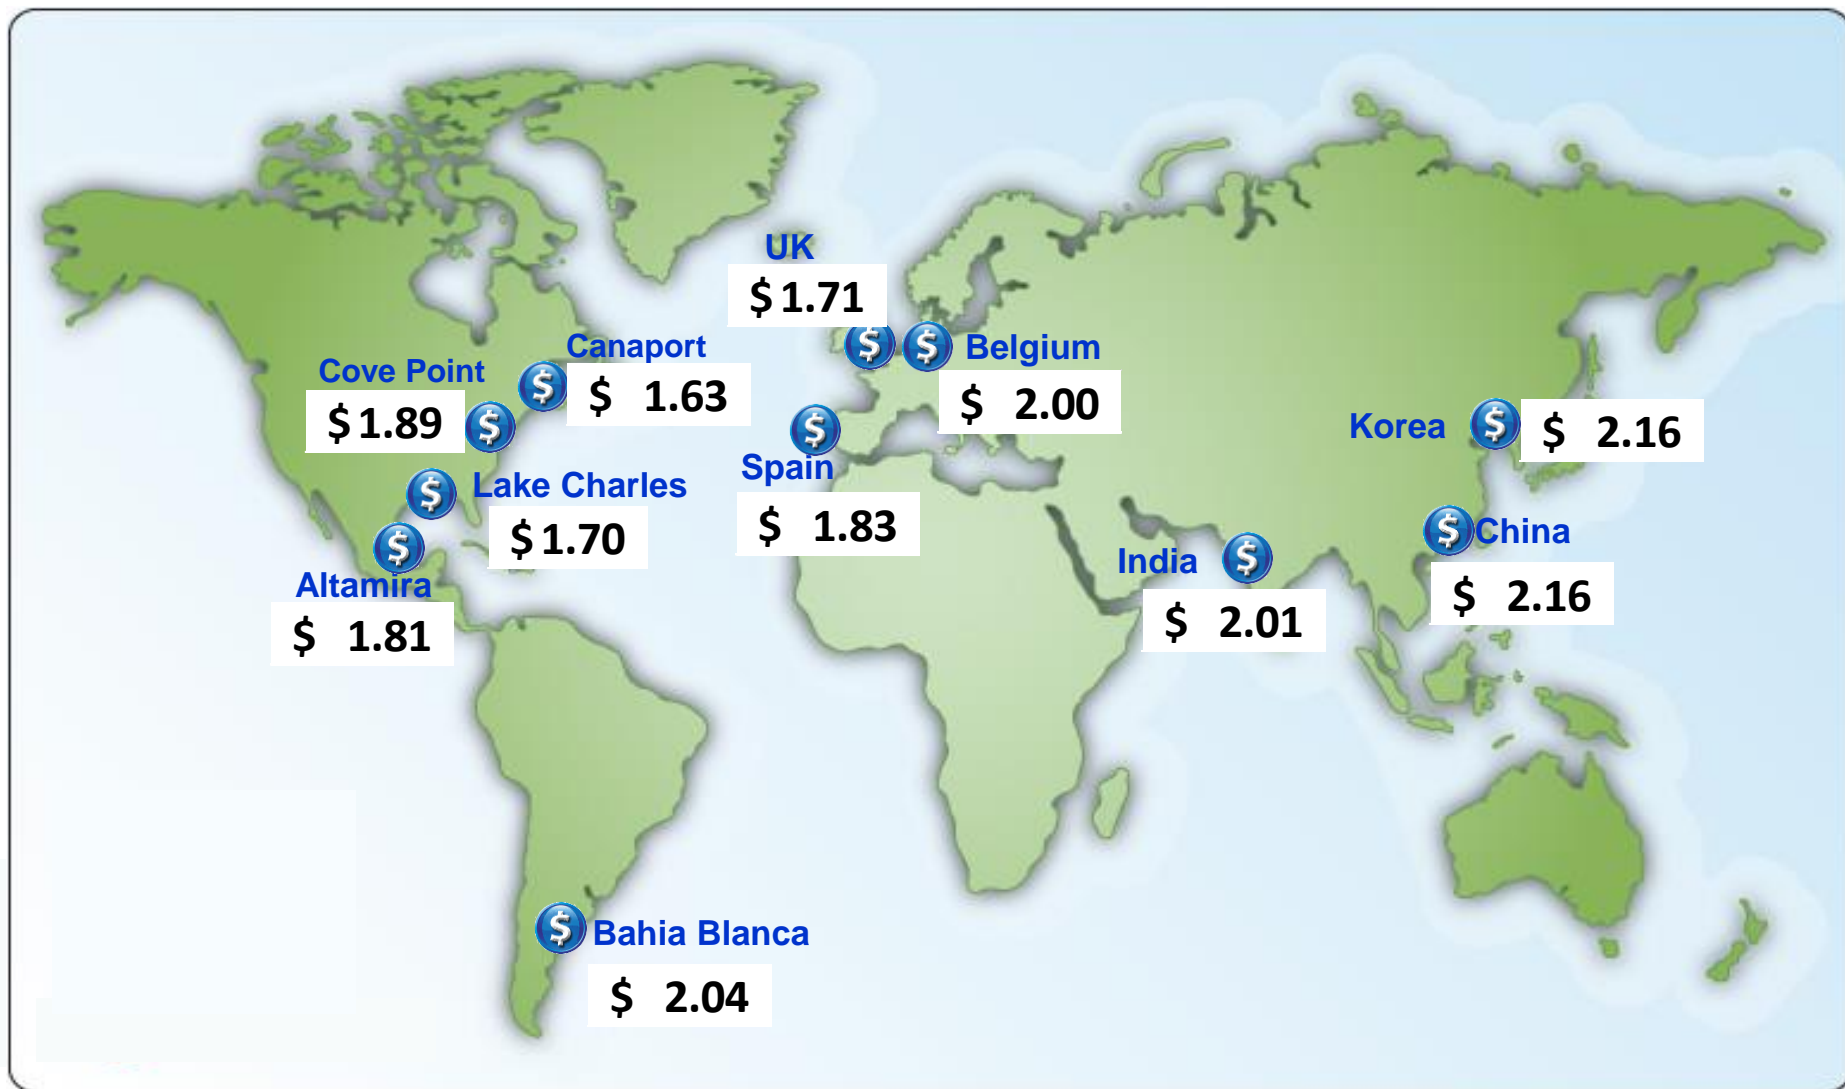 UK
$ 1.71
Canaport
$ 1.63
Cove Point
$ 1.89
Belgium
$ 2.00
Korea
$ 2.16
Spain
$ 1.83
Lake Charles
$ 1.70
China
$ 2.16
India
$ 2.01
Altamira
$ 1.81
Bahia Blanca
$ 2.04